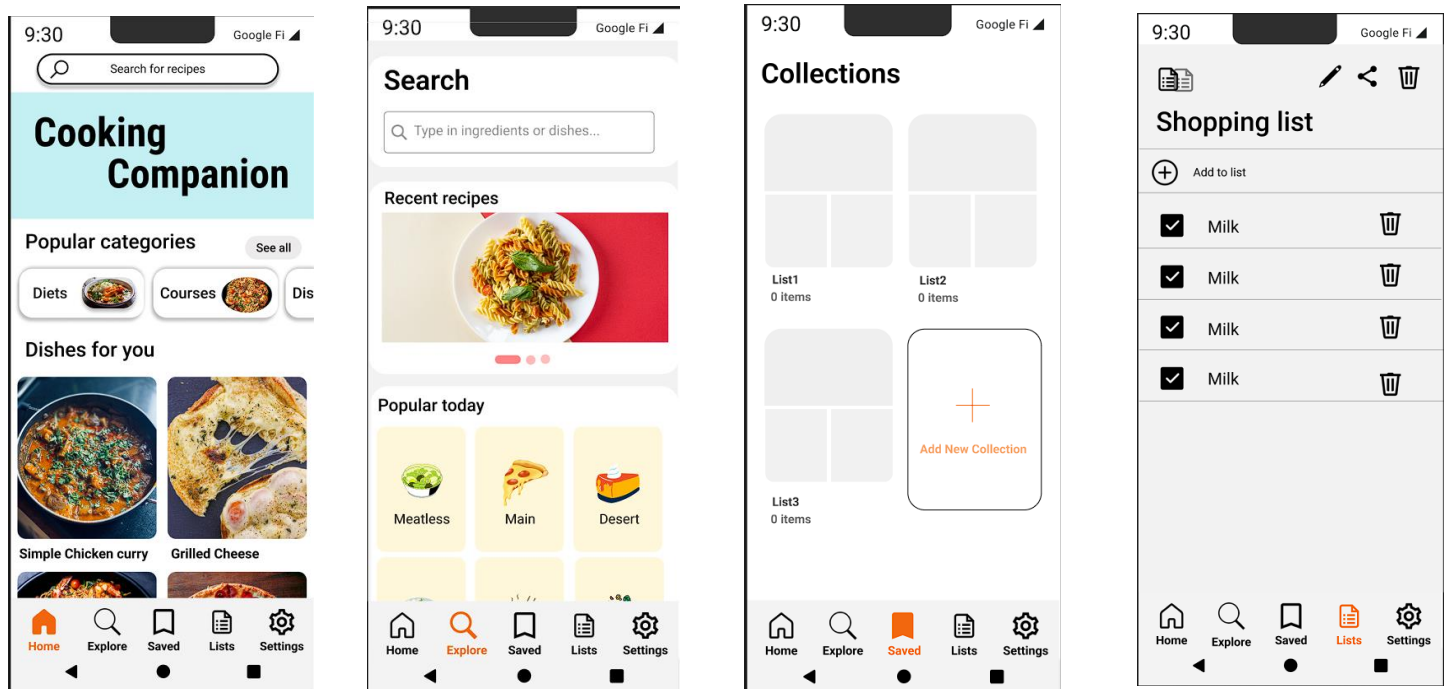 9:30
Google Fi
Search for recipes
Cooking
Companion
Popular categories
See all
Diets
Courses
Dis
Dishes for you
Simple Chicken curry
Grilled Cheese
Home
Explore
Saved
Lists
Settings
9:30
Google Fi
Search
Type in ingredients or dishes...
Recent recipes
Popular today
Meatless
Main
Desert
Home
Explore
Saved
Lists
Settings
9:30
Google Fi
Collections
List1
0 items
List2
0 items
List3
0 items
Add New Collection
Home
Explore
Saved
Lists
Settings
9:30
Google Fi
Shopping list
Add to list
Milk
Milk
Milk
Milk
Home
Explore
Saved
Lists
Settings